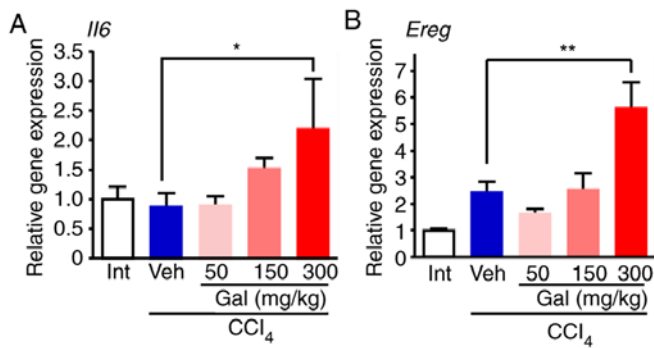 A
Il6
Relative gene expression
3.5
3.0
2.5
2.0
1.5
1.0
0.5
0
*
Int Veh 50 150 300
Gal (mg/kg)
CCl4
B
Ereg
Relative gene expression
7
6
5
4
3
2
1
0
**
Int Veh 50 150 300
Gal (mg/kg)
CCl4